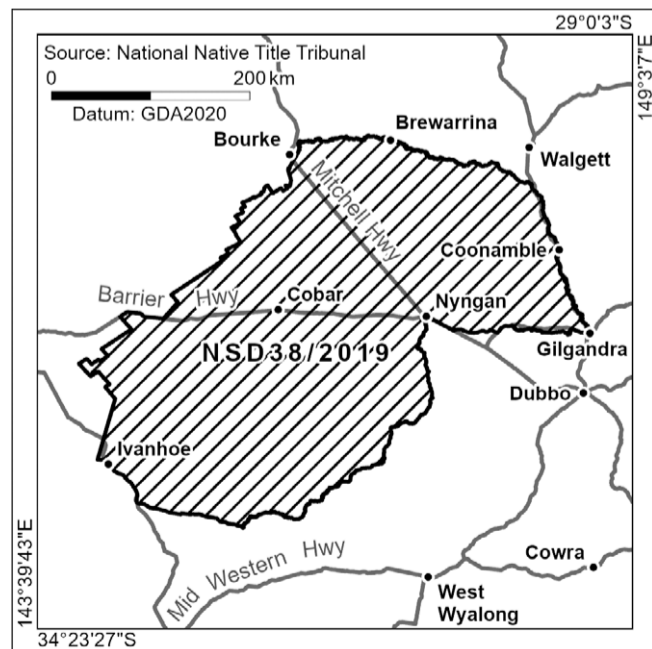 29°0'3"S
149°3'7"E
Source: National Native Title Tribunal
0 200 km
Datum: GDA2020
Bourke
Brewarrina
Walgett
Mitchell Hwy
Coonamble
Barrier Hwy
Cobar
Nyngan
NSD38/2019
Gilgandra
Dubbo
Ivanhoe
Mid Western Hwy
Cowra
West
Wyalong
143°39'43"E
34°23'27"S